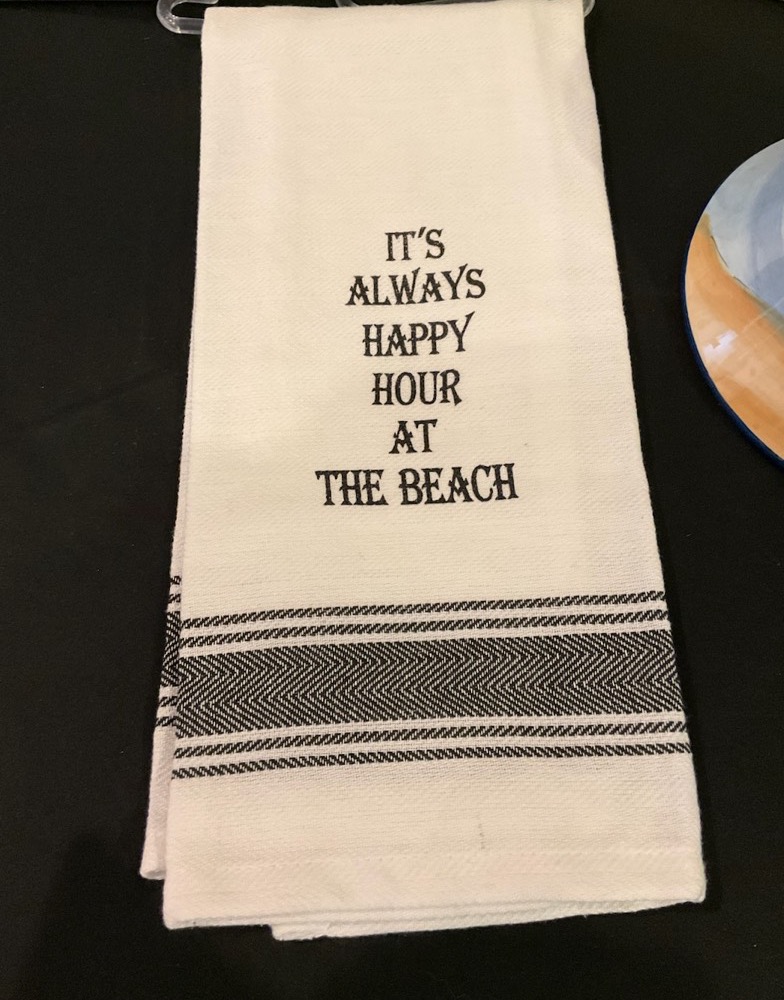 IT'S
ALWAYS
HAPPY
HOUR
AT
THE BEACH